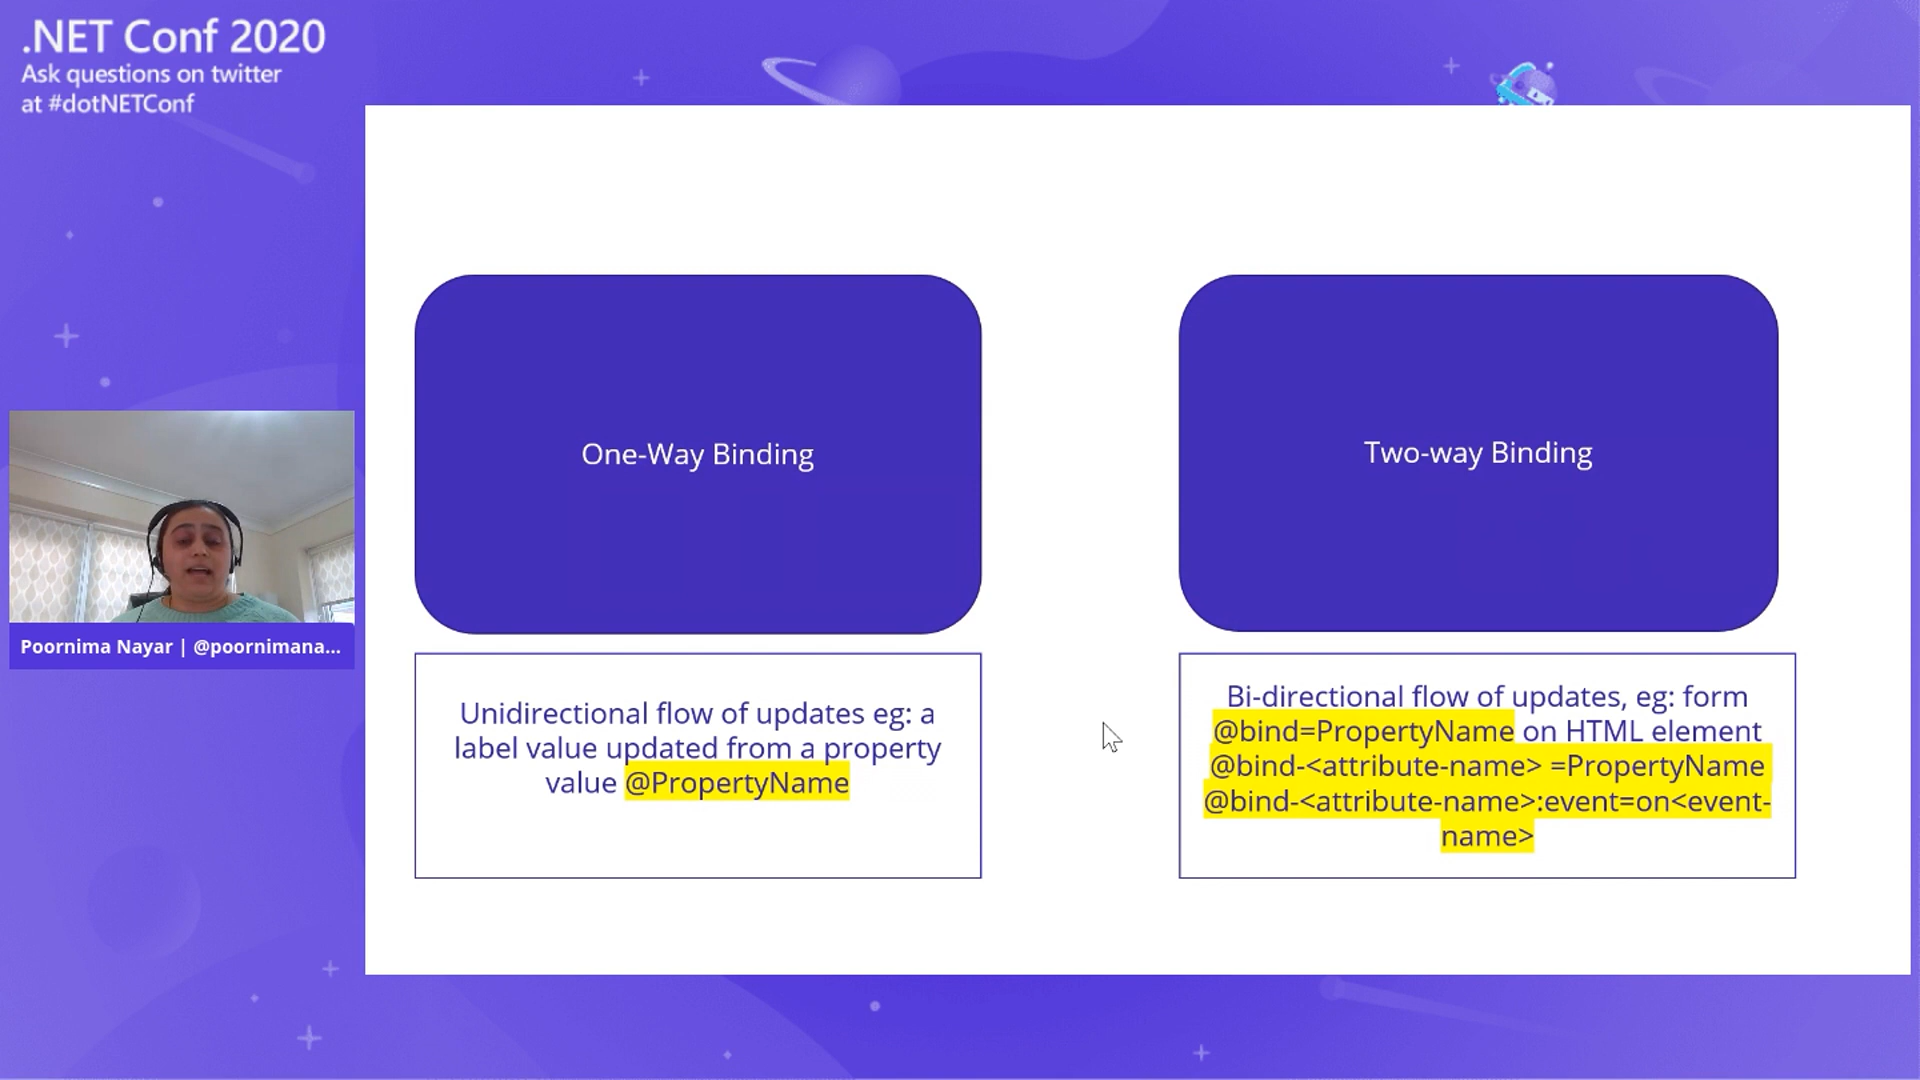 .NET Conf 2020
Ask questions on twitter
at #dotNETConf
One-Way Binding
Two-way Binding
Poornima Nayar | @poornimana...
Unidirectional flow of updates eg: a
label value updated from a property
value @PropertyName
Bi-directional flow of updates, eg: form
@bind=PropertyName on HTML element
@bind-<attribute-name> =PropertyName
@bind-<attribute-name>:event=on<event-
name>